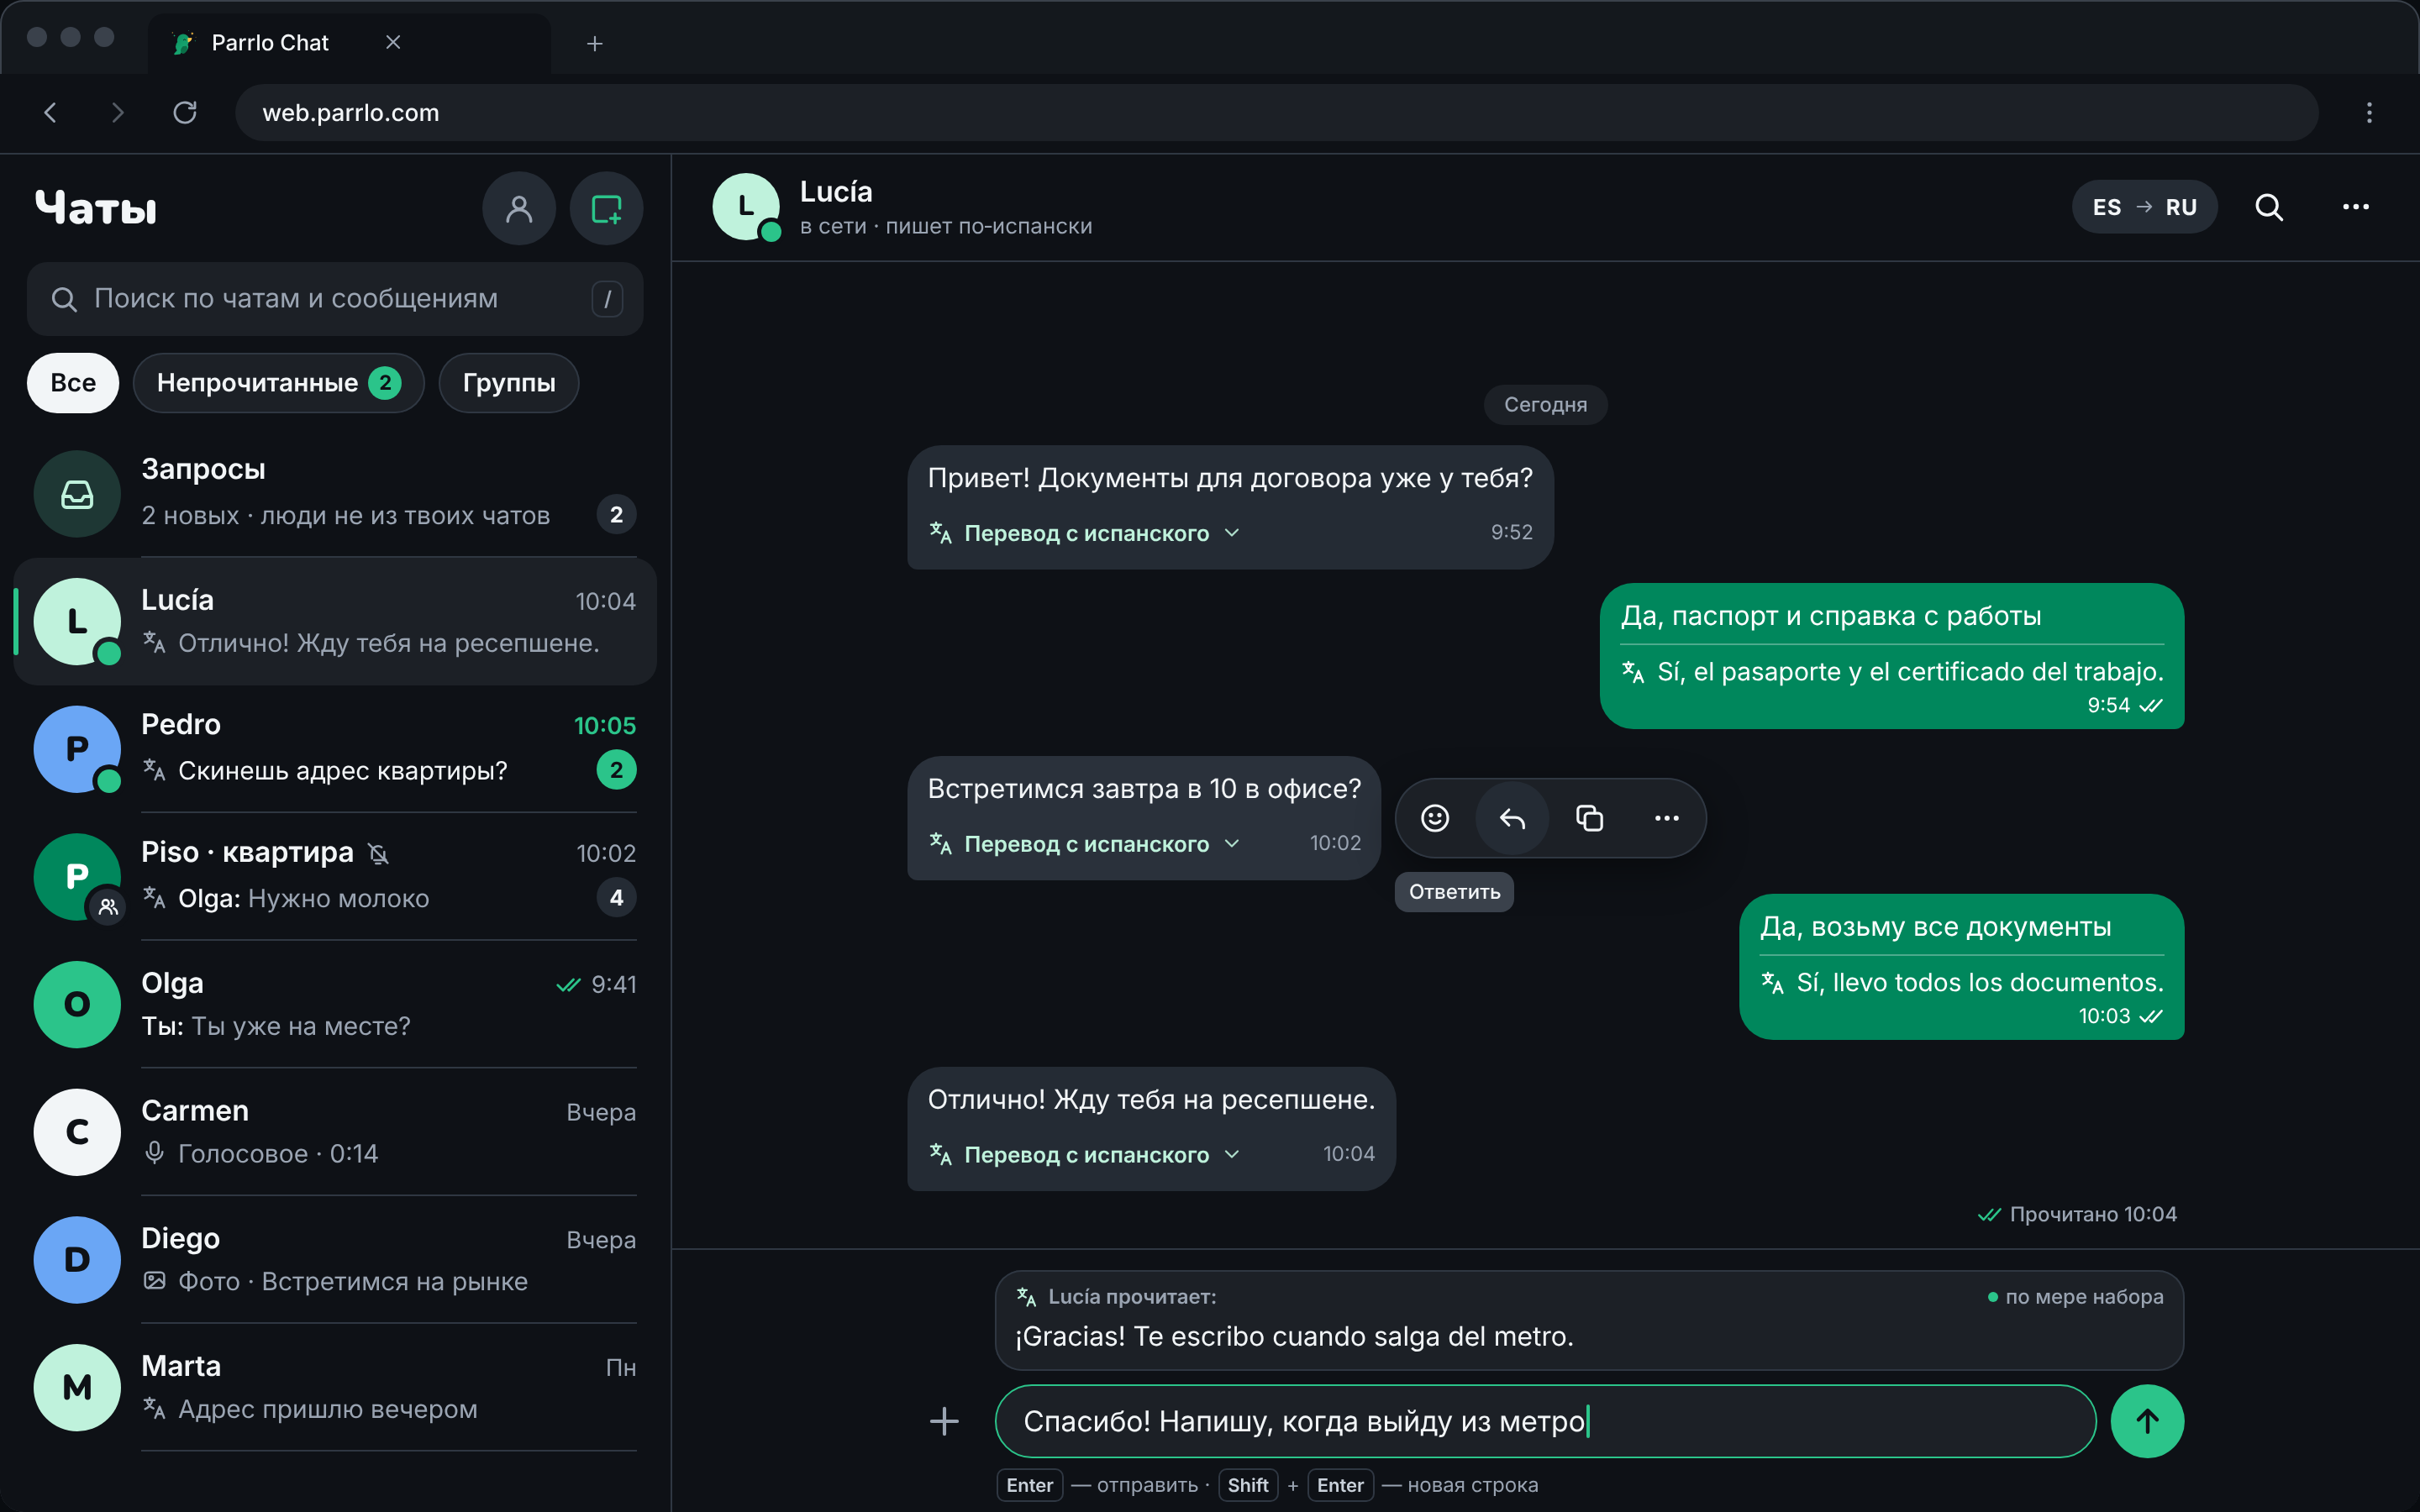 Parrlo Chat
web.parrlo.com
Чаты
Поиск по чатам и сообщениям /
Все
Непрочитанные 2
Группы
Запросы
2 новых · люди не из твоих чатов 2
L
Lucía 10:04
Отлично! Жду тебя на ресепшене.
P
Pedro 10:05
Скинешь адрес квартиры? 2
P
Piso · квартира 10:02
Olga: Нужно молоко 4
O
Olga 9:41
Ты: Ты уже на месте?
C
Carmen Вчера
Голосовое · 0:14
D
Diego Вчера
Фото · Встретимся на рынке
M
Marta Пн
Адрес пришлю вечером
L
Lucía
в сети · пишет по-испански
ES → RU
Сегодня
Привет! Документы для договора уже у тебя?
Перевод с испанского 9:52
Да, паспорт и справка с работы
Sí, el pasaporte y el certificado del trabajo.
9:54
Встретимся завтра в 10 в офисе?
Перевод с испанского 10:02
Ответить
Да, возьму все документы
Sí, llevo todos los documentos.
10:03
Отлично! Жду тебя на ресепшене.
Перевод с испанского 10:04
Прочитано 10:04
Lucía прочитает: по мере набора
¡Gracias! Te escribo cuando salga del metro.
Спасибо! Напишу, когда выйду из метро
Enter — отправить · Shift + Enter — новая строка